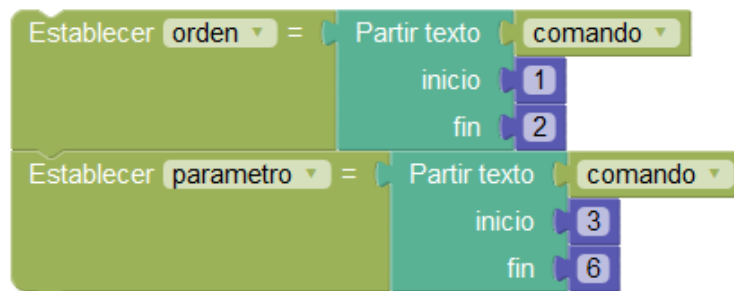 Establecer orden = Partir texto comando
inicio 1
fin 2
Establecer parametro = Partir texto comando
inicio 3
fin 6